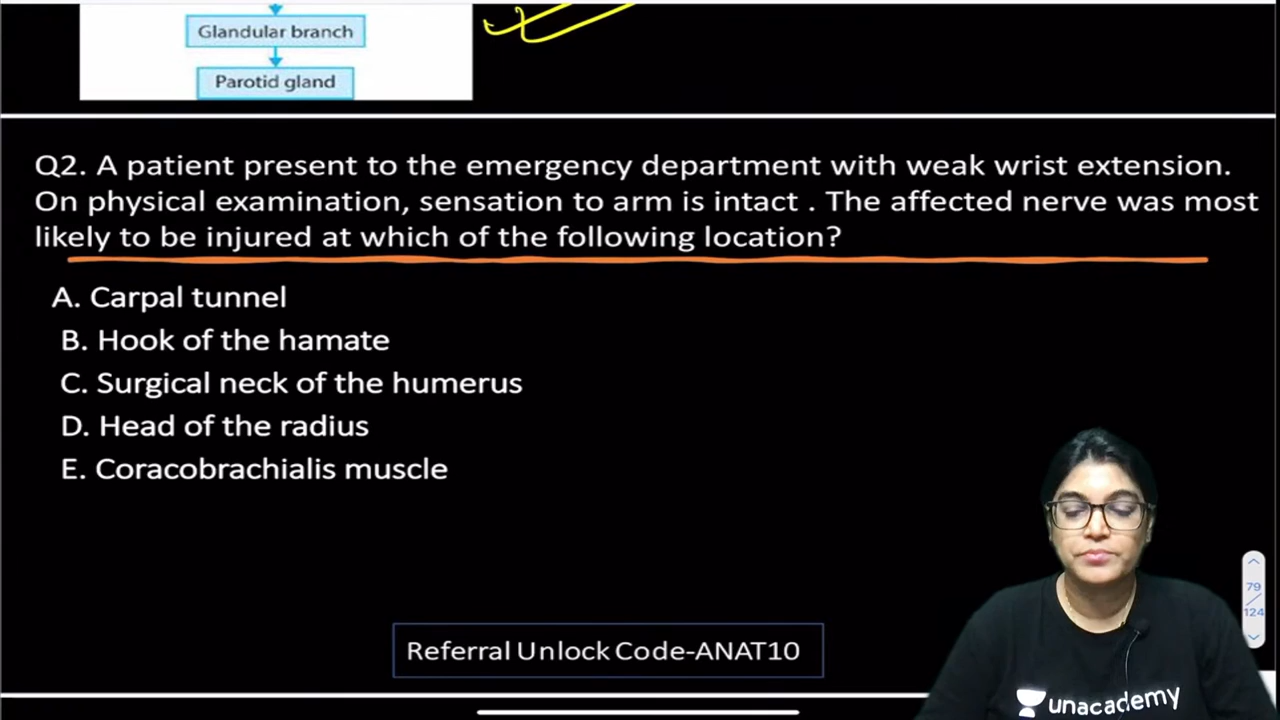 Glandular branch
Parotid gland
Q2. A patient present to the emergency department with weak wrist extension.
On physical examination, sensation to arm is intact . The affected nerve was most
likely to be injured at which of the following location?
A. Carpal tunnel
B. Hook of the hamate
C. Surgical neck of the humerus
D. Head of the radius
E. Coracobrachialis muscle
79
124
Referral Unlock Code-ANAT10
unacademy